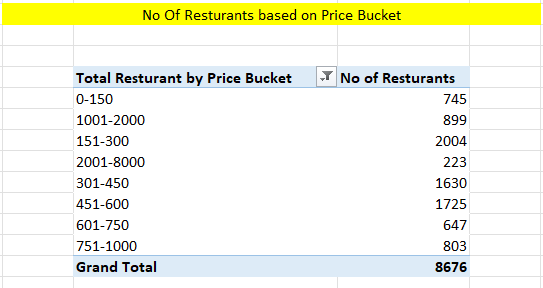 No Of Resturants based on Price Bucket
Total Resturant by Price Bucket No of Resturants
0-150 745
1001-2000 899
151-300 2004
2001-8000 223
301-450 1630
451-600 1725
601-750 647
751-1000 803
Grand Total 8676